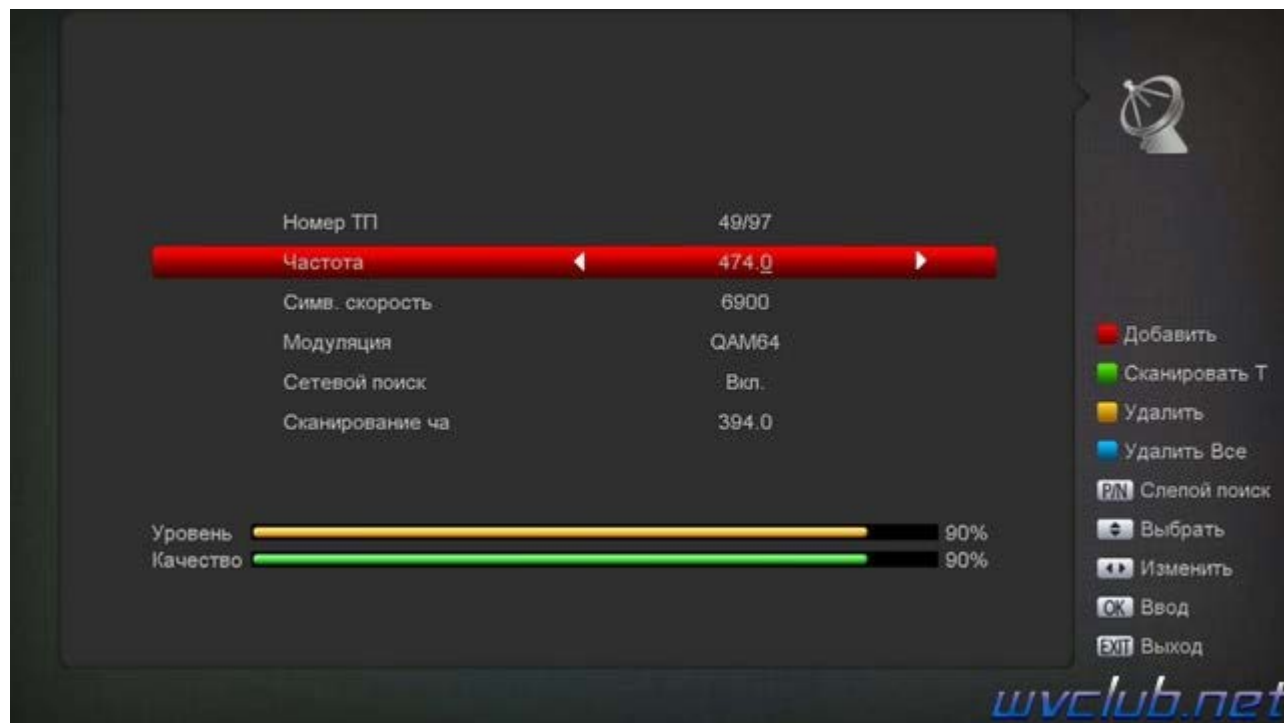 Номер ТП 49/97
Частота 474.0
Симв. скорость 6900
Модуляция QAM64
Сетевой поиск Вкл.
Сканирование ча 394.0
Уровень 90%
Качество 90%
Добавить
Сканировать Т
Удалить
Удалить Все
P/N Слепой поиск
Выбрать
Изменить
OK Ввод
EXIT Выход
wvclub.net